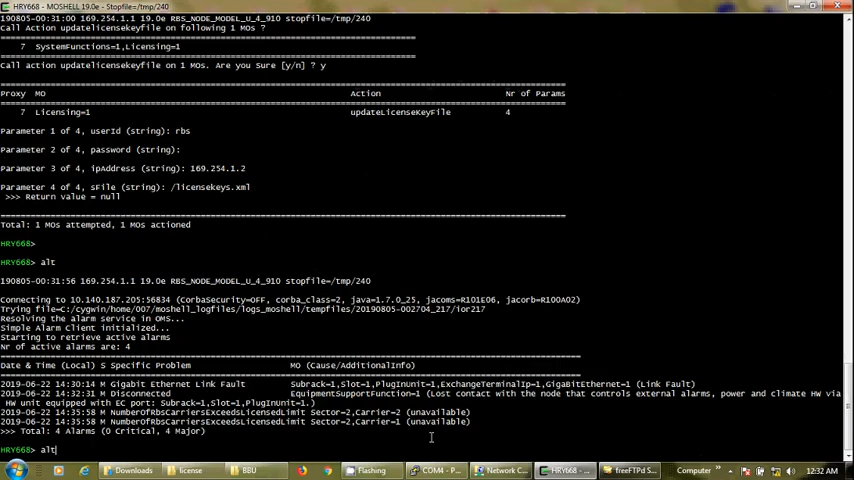 HRY668 - MOSHELL 19.0e
190805-00:31:00 169.254.1.1 19.0e RBS_NODE_MODEL_U_4_910 stopfile=/tmp/240
Call Action updatelicensekeyfile on following 1 MOs ?
7 SystemFunctions=1,Licensing=1
Call action updatelicensekeyfile on 1 MOs. Are you Sure [y/n] ? y
Proxy MO Action Nr of Params
7 Licensing=1 updateLicenseKeyFile 4
Parameter 1 of 4, userId (string): rbs
Parameter 2 of 4, password (string):
Parameter 3 of 4, ipAddress (string): 169.254.1.2
Parameter 4 of 4, sFile (string): /licensekeys.xml
>>> Return value = null
Total: 1 MOs attempted, 1 MOs actioned
HRY668>
HRY668> alt
190805-00:31:56 169.254.1.1 19.0e RBS_NODE_MODEL_U_4_910 stopfile=/tmp/240
Connecting to 10.140.187.205:56834 (CorbaSecurity=OFF, corba_class=2, java=1.7.0_25, jacoms=R101E06, jacorb=R100A02)
Trying file=C:/cygwin/home/007/moshell_logfiles/logs_moshell/tempfiles/20190805-002704_217/ior217
Resolving the alarm service in OMS...
Simple Alarm Client initialized...
Starting to retrieve active alarms
Nr of active alarms are: 4
Date & Time (Local) S Specific Problem MO (Cause/AdditionalInfo)
2019-06-22 14:30:14 M Gigabit Ethernet Link Fault Subrack=1,Slot=1,PlugInUnit=1,ExchangeTerminalIp=1,GigaBitEthernet=1 (Link Fault)
2019-06-22 14:32:31 M Disconnected EquipmentSupportFunction=1 (Lost contact with the node that controls external alarms, power and climate HW via
HW unit equipped with EC port: Subrack=1,Slot=1,PlugInUnit=1.)
2019-06-22 14:35:58 M NumberOfRbsCarriersExceedsLicensedLimit Sector=2,Carrier=2 (unavailable)
2019-06-22 14:35:58 M NumberOfRbsCarriersExceedsLicensedLimit Sector=2,Carrier=1 (unavailable)
>>> Total: 4 Alarms (0 Critical, 4 Major)
HRY668> alt
Downloads license BBU Flashing COM4 - P... Network C... HRY668 - ... freeFTPd S... Computer » 12:32 AM